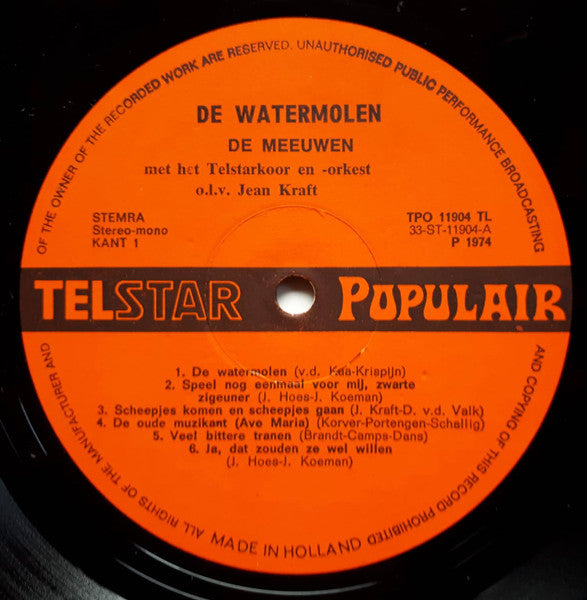 OF THE OWNER OF THE RECORDED WORK ARE RESERVED. UNAUTHORISED PUBLIC PERFORMANCE BROADCASTING
DE WATERMOLEN
DE MEEUWEN
met het Telstarkoor en -orkest
o.l.v. Jean Kraft
STEMRA
Stereo-mono
KANT 1
TPO 11904 TL
33-ST-11904-A
P 1974
TELSTAR POPULAIR
1. De watermolen (v.d. Kaa-Krispijn)
2. Speel nog eenmaal voor mij, zwarte
zigeuner (J. Hoes-J. Koeman)
3. Scheepjes komen en scheepjes gaan (J. Kraft-D. v.d. Valk)
4. De oude muzikant (Ave Maria) (Korver-Portengen-Schallig)
5. Veel bittere tranen (Brandt-Camps-Dans)
6. Ja, dat zouden ze wel willen
(J. Hoes-J. Koeman)
AND COPYING OF THIS RECORD PROHIBITED
MADE IN HOLLAND
ALL RIGHTS OF THE MANUFACTURER AND